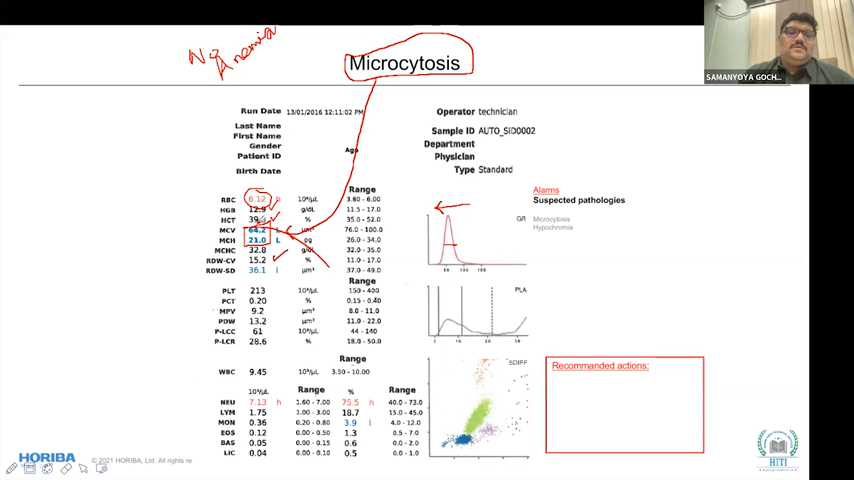 No Anemia
Microcytosis
SAMANYOYA GOCH...
Run Date 13/01/2016 12:11:02 PM
Operator technician
Last Name
First Name
Gender
Age
Patient ID
Birth Date
Sample ID AUTO_SID0002
Department
Physician
Type Standard
Alarms
Suspected pathologies
Microcytosis
Hypochromia
Range
RBC 6.12 h 10⁶/µL 3.80 - 6.00
HGB 12.9 g/dL 11.5 - 17.0
HCT 39. % 35.0 - 52.0
MCV 64.2 L µm³ 76.0 - 100.0
MCH 21.0 L pg 26.0 - 34.0
MCHC 32.8 g/dL 32.0 - 35.0
RDW-CV 15.2 % 11.0 - 17.0
RDW-SD 36.1 l µm³ 37.0 - 49.0
GR
Range
PLT 213 10³/µL 150 - 400
PCT 0.20 % 0.15 - 0.40
MPV 9.2 µm³ 8.0 - 11.0
PDW 13.2 µm³ 11.0 - 22.0
P-LCC 61 10³/µL 44 - 140
P-LCR 28.6 % 18.0 - 50.0
PLA
Range
WBC 9.45 10³/µL 3.50 - 10.00
10³/µL Range % Range
NEU 7.13 h 1.60 - 7.00 75.5 h 40.0 - 73.0
LYM 1.75 1.00 - 3.00 18.7 15.0 - 45.0
MON 0.36 0.20 - 0.80 3.9 l 4.0 - 12.0
EOS 0.12 0.00 - 0.50 1.3 0.5 - 7.0
BAS 0.05 0.00 - 0.15 0.6 0.0 - 2.0
LIC 0.04 0.00 - 0.10 0.5 0.0 - 1.0
5DIFF
Recommanded actions:
HORIBA
© 2021 HORIBA, Ltd. All rights re
HITI